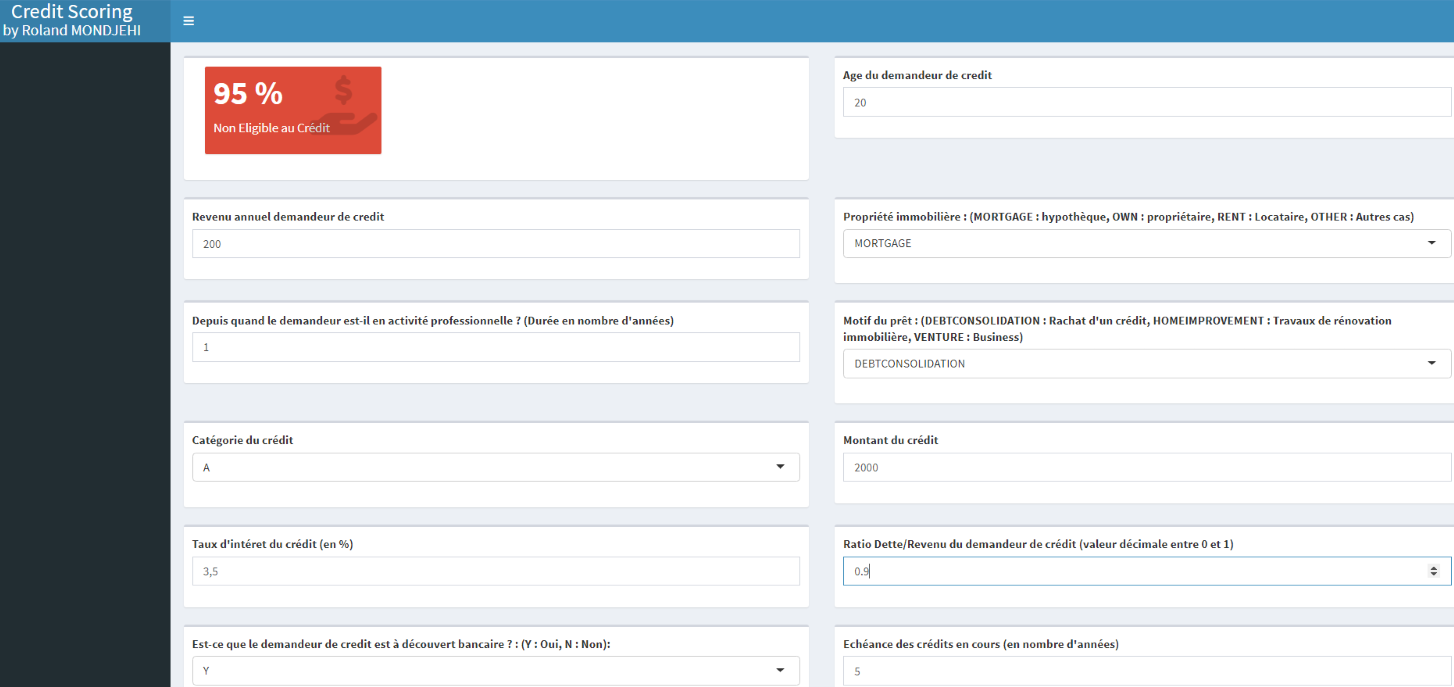 Credit Scoring
by Roland MONDJEHI
95 %
Non Eligible au Crédit
Age du demandeur de credit
20
Revenu annuel demandeur de credit
200
Propriété immobilière : (MORTGAGE : hypothèque, OWN : propriétaire, RENT : Locataire, OTHER : Autres cas)
MORTGAGE
Depuis quand le demandeur est-il en activité professionnelle ? (Durée en nombre d'années)
1
Motif du prêt : (DEBTCONSOLIDATION : Rachat d'un crédit, HOMEIMPROVEMENT : Travaux de rénovation
immobilière, VENTURE : Business)
DEBTCONSOLIDATION
Catégorie du crédit
A
Montant du crédit
2000
Taux d'intéret du crédit (en %)
3,5
Ratio Dette/Revenu du demandeur de crédit (valeur décimale entre 0 et 1)
0.9
Est-ce que le demandeur de credit est à découvert bancaire ? : (Y : Oui, N : Non):
Y
Echéance des crédits en cours (en nombre d'années)
5